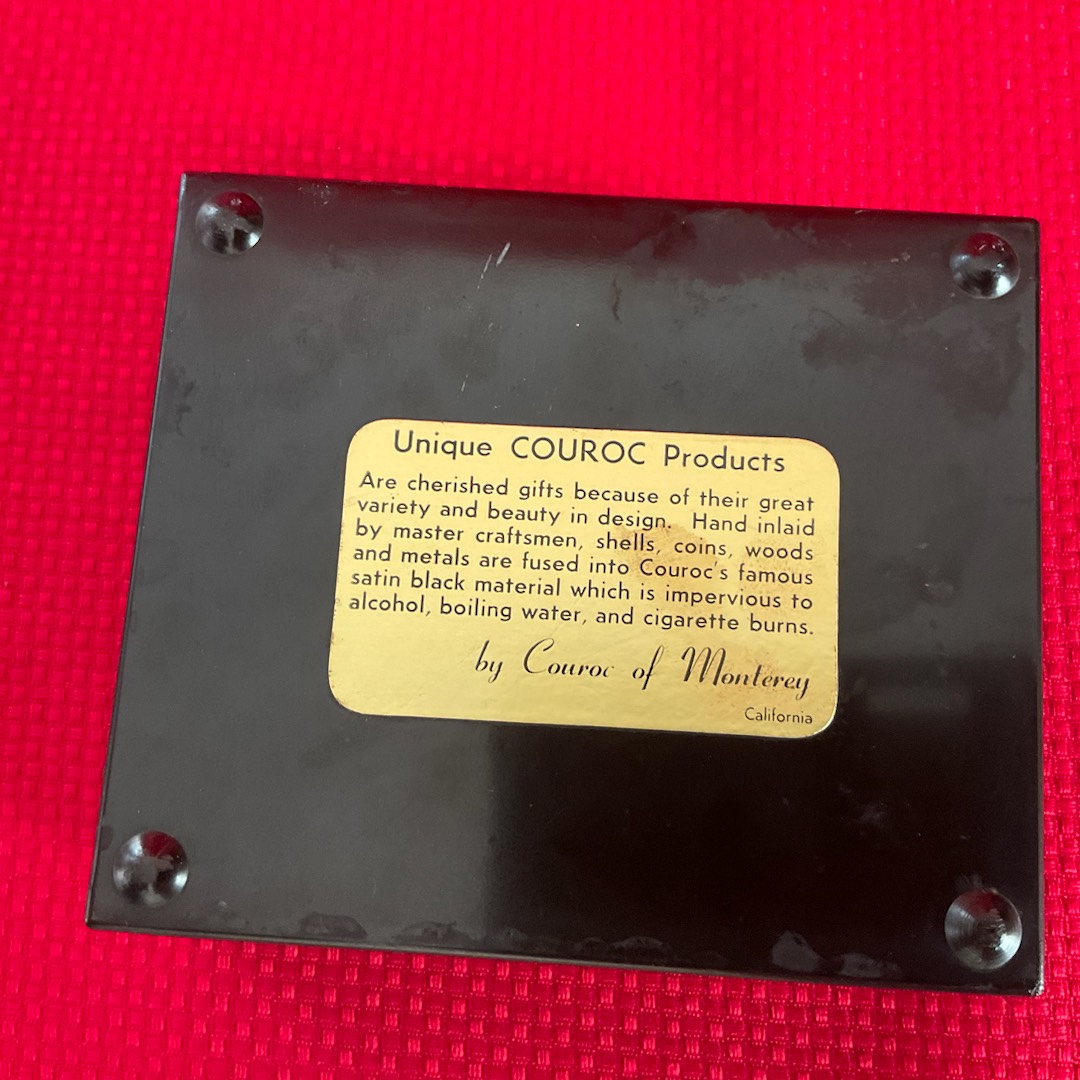 Unique COUROC Products
Are cherished gifts because of their great
variety and beauty in design. Hand inlaid
by master craftsmen, shells, coins, woods
and metals are fused into Couroc's famous
satin black material which is impervious to
alcohol, boiling water, and cigarette burns.
by Couroc of Monterey
California